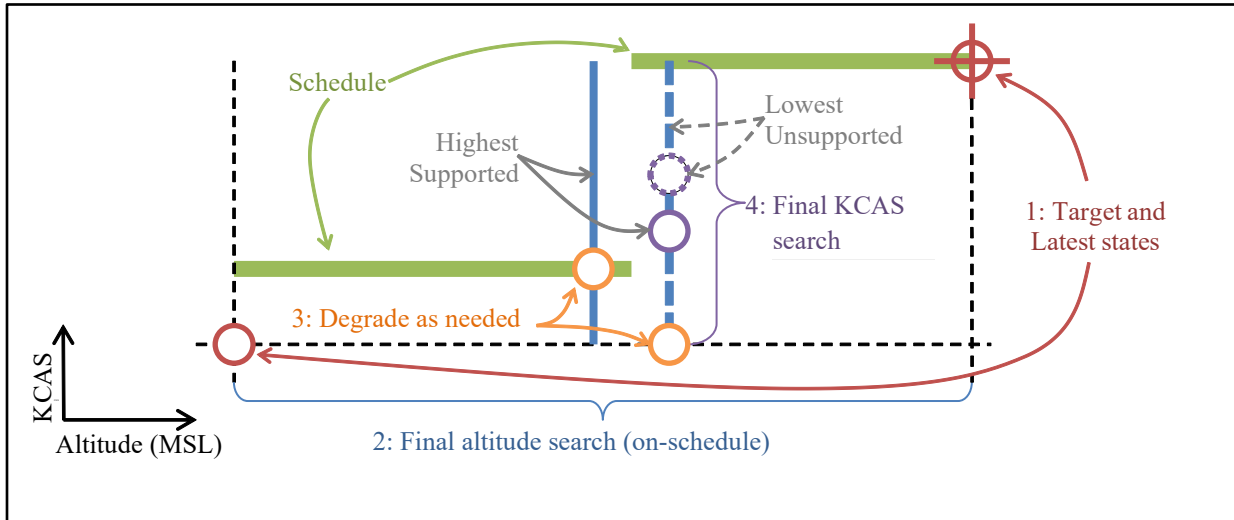 Schedule
Lowest
Unsupported
Highest
Supported
4: Final KCAS
search
1: Target and
Latest states
3: Degrade as needed
KCAS
Altitude (MSL)
2: Final altitude search (on-schedule)